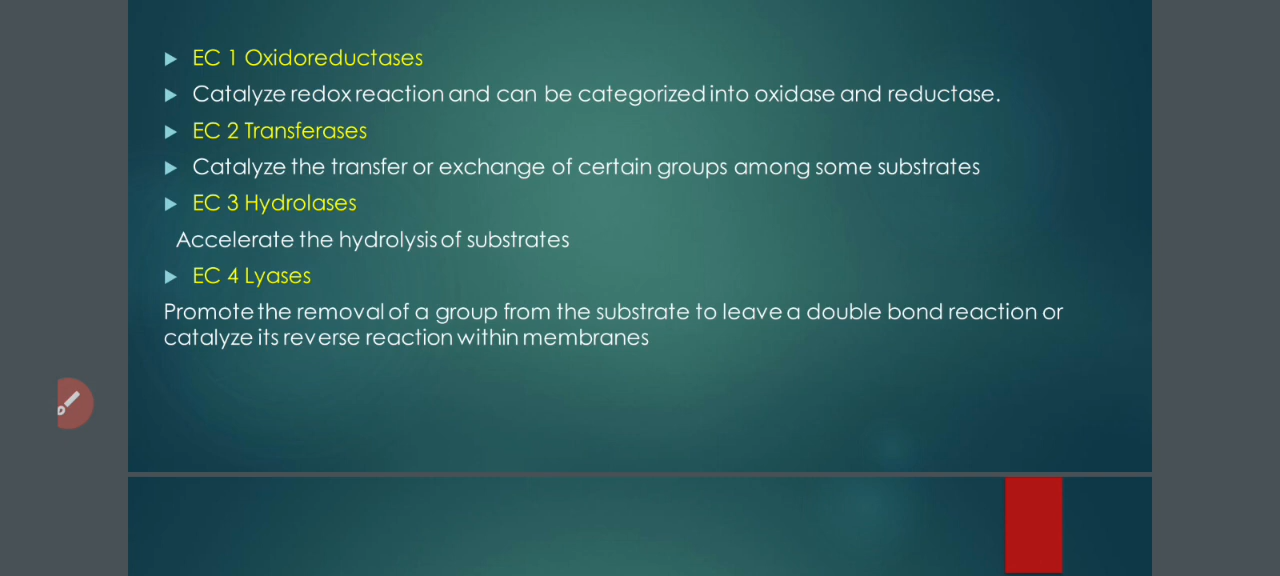 EC 1 Oxidoreductases
Catalyze redox reaction and can be categorized into oxidase and reductase.
EC 2 Transferases
Catalyze the transfer or exchange of certain groups among some substrates
EC 3 Hydrolases
Accelerate the hydrolysis of substrates
EC 4 Lyases
Promote the removal of a group from the substrate to leave a double bond reaction or
catalyze its reverse reaction within membranes